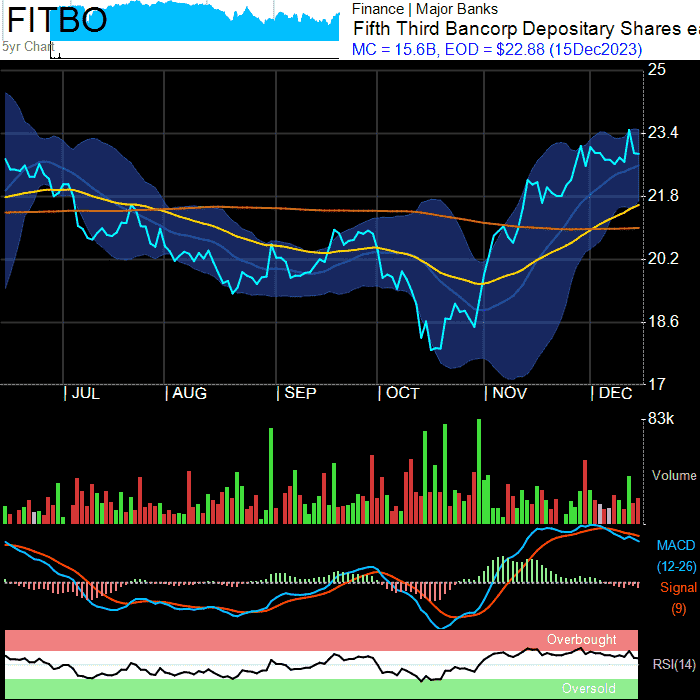 FITBO
5yr Chart
Finance | Major Banks
Fifth Third Bancorp Depositary Shares ea
MC = 15.6B, EOD = $22.88 (15Dec2023)
25
23.4
21.8
20.2
18.6
17
JUL AUG SEP OCT NOV DEC
83k
Volume
MACD
(12-26)
Signal
(9)
Overbought
RSI(14)
Oversold